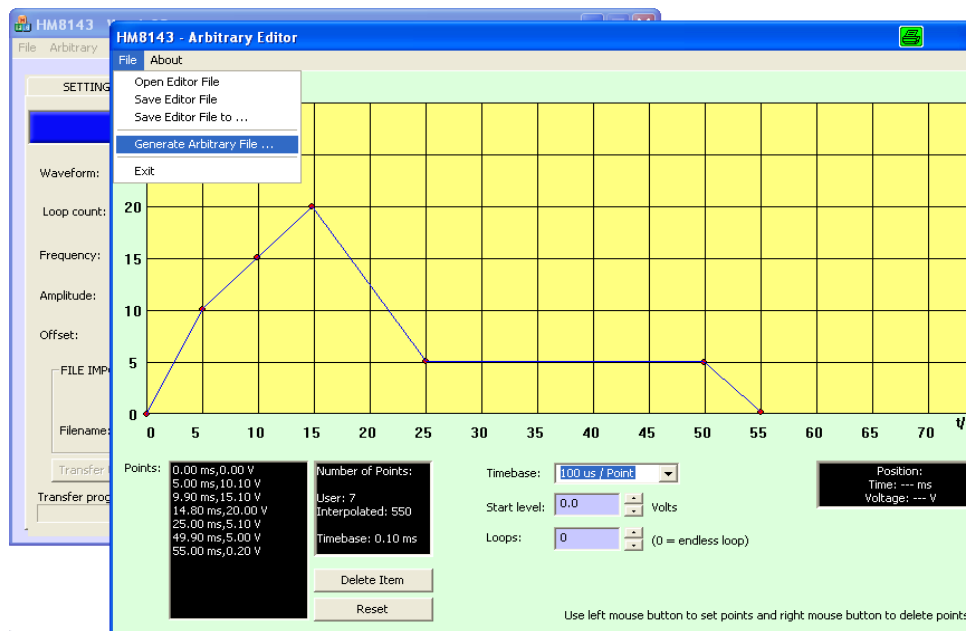 HM8143
File Arbitrary
HM8143 - Arbitrary Editor
File About
Open Editor File
Save Editor File
Save Editor File to ...
Generate Arbitrary File ...
Exit
SETTING
Waveform:
Loop count:
Frequency:
Amplitude:
Offset:
FILE IMP
Filename:
Transfer
Transfer prog
20
15
10
5
0
0 5 10 15 20 25 30 35 40 45 50 55 60 65 70
t/
Points:
0.00 ms,0.00 V
5.00 ms,10.10 V
9.90 ms,15.10 V
14.80 ms,20.00 V
25.00 ms,5.10 V
49.90 ms,5.00 V
55.00 ms,0.20 V
Number of Points:
User: 7
Interpolated: 550
Timebase: 0.10 ms
Delete Item
Reset
Timebase: 100 us / Point
Start level: 0.0 Volts
Loops: 0 (0 = endless loop)
Position:
Time: --- ms
Voltage: --- V
Use left mouse button to set points and right mouse button to delete points